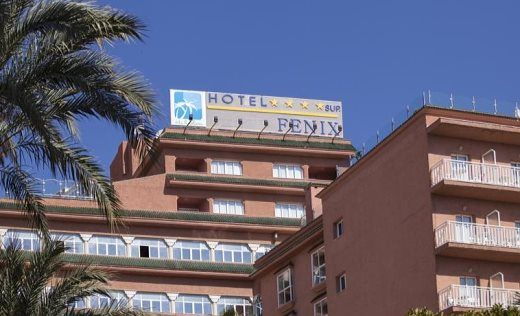 HOTEL ★★★★ SUP.
FENIX